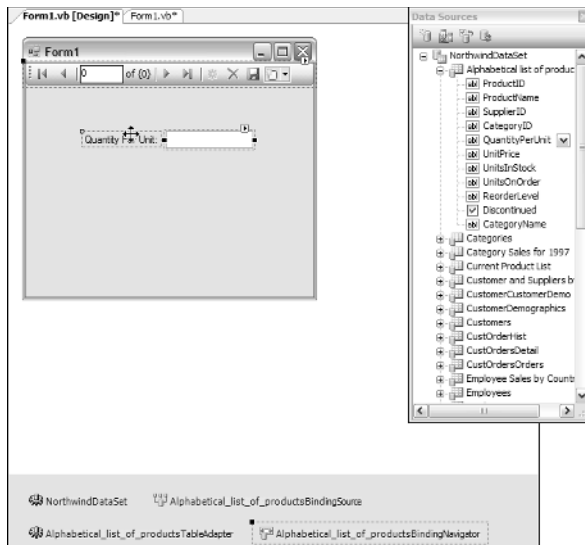 Form1.vb [Design]* Form1.vb*
Form1
0 of {0}
Quantity Per Unit:
Data Sources
NorthwindDataSet
Alphabetical list of produc
ProductID
ProductName
SupplierID
CategoryID
QuantityPerUnit
UnitPrice
UnitsInStock
UnitsOnOrder
ReorderLevel
Discontinued
CategoryName
Categories
Category Sales for 1997
Current Product List
Customer and Suppliers b
CustomerCustomerDemo
CustomerDemographics
Customers
CustOrderHist
CustOrdersDetail
CustOrdersOrders
Employee Sales by Count
Employees
NorthwindDataSet Alphabetical_list_of_productsBindingSource
Alphabetical_list_of_productsTableAdapter Alphabetical_list_of_productsBindingNavigator